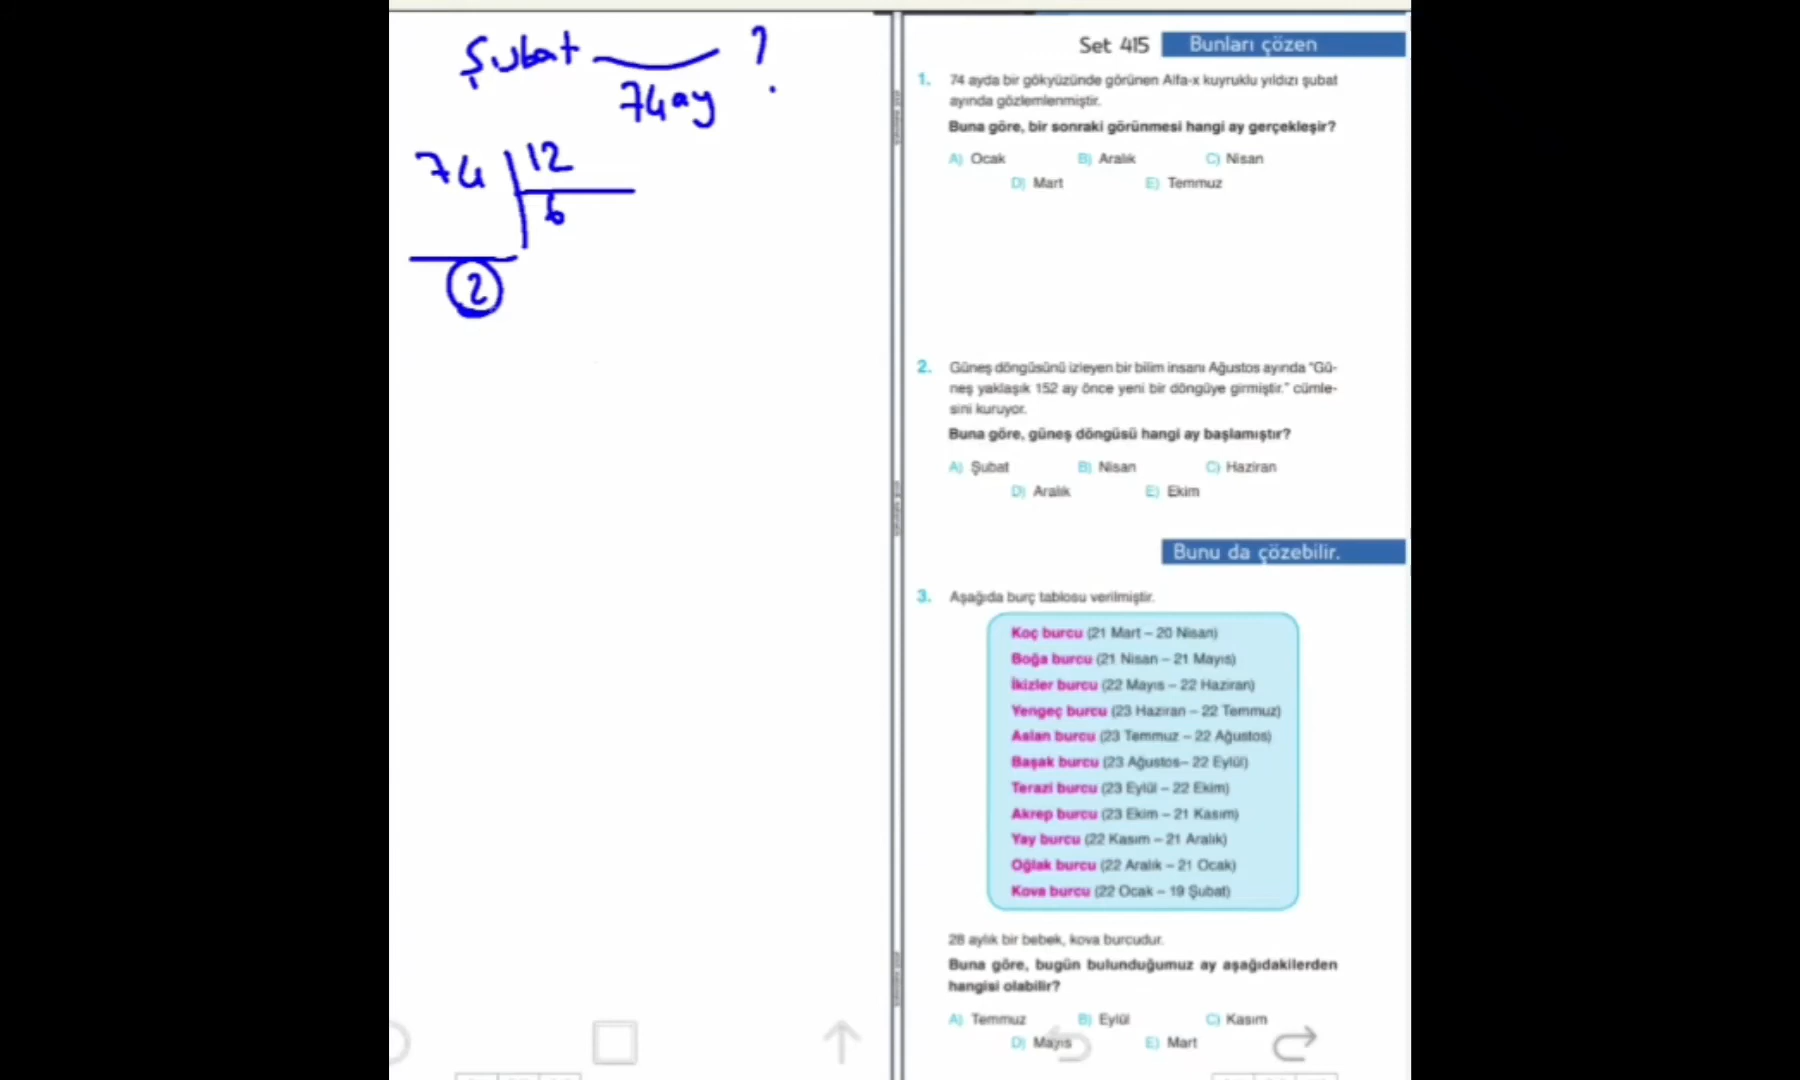 Şubat ?
74 ay
74 12
6
2
Set 415 Bunları çözen
1. 74 ayda bir gökyüzünde görünen Alfa-x kuyruklu yıldızı şubat
ayında gözlemlenmiştir.
Buna göre, bir sonraki görünmesi hangi ay gerçekleşir?
A) Ocak B) Aralık C) Nisan
D) Mart E) Temmuz
2. Güneş döngüsünü izleyen bir bilim insanı Ağustos ayında "Gü-
neş yaklaşık 152 ay önce yeni bir döngüye girmiştir." cümle-
sini kuruyor.
Buna göre, güneş döngüsü hangi ay başlamıştır?
A) Şubat B) Nisan C) Haziran
D) Aralık E) Ekim
Bunu da çözebilir.
3. Aşağıda burç tablosu verilmiştir.
Koç burcu (21 Mart – 20 Nisan)
Boğa burcu (21 Nisan – 21 Mayıs)
İkizler burcu (22 Mayıs – 22 Haziran)
Yengeç burcu (23 Haziran – 22 Temmuz)
Aslan burcu (23 Temmuz – 22 Ağustos)
Başak burcu (23 Ağustos– 22 Eylül)
Terazi burcu (23 Eylül – 22 Ekim)
Akrep burcu (23 Ekim – 21 Kasım)
Yay burcu (22 Kasım – 21 Aralık)
Oğlak burcu (22 Aralık – 21 Ocak)
Kova burcu (22 Ocak – 19 Şubat)
28 aylık bir bebek, kova burcudur.
Buna göre, bugün bulunduğumuz ay aşağıdakilerden
hangisi olabilir?
A) Temmuz B) Eylül C) Kasım
D) Mayıs E) Mart